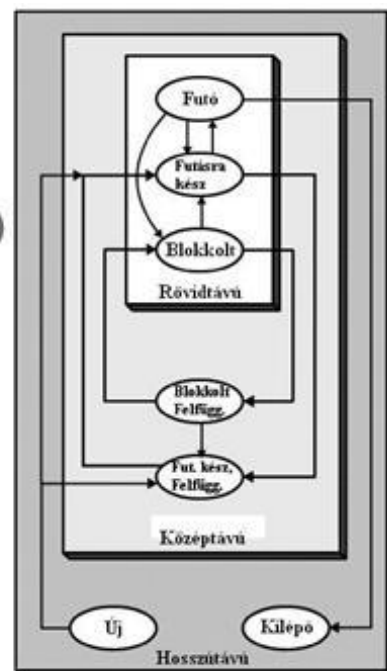 Futó
Futásra
kész
Blokkolt
Rövidtávú
Blokkolt
Felfügg.
Fut. kész,
Felfügg.
Középtávú
Új
Kilépő
Hosszútávú